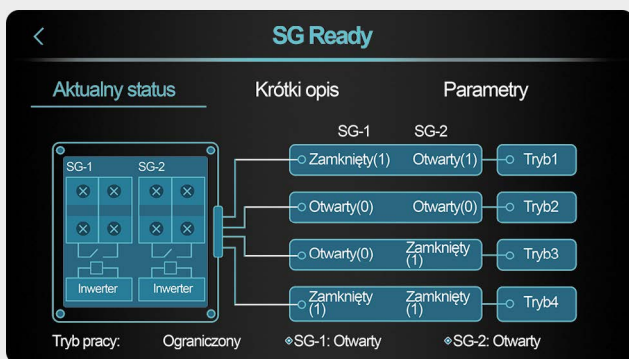 SG Ready
Aktualny status Krótki opis Parametry
SG-1 SG-2
SG-1 SG-2
Zamknięty(1) Otwarty(1) Tryb1
Otwarty(0) Otwarty(0) Tryb2
Otwarty(0) Zamknięty (1) Tryb3
Zamknięty (1) Zamknięty (1) Tryb4
Inwerter Inwerter
Tryb pracy: Ograniczony SG-1: Otwarty SG-2: Otwarty